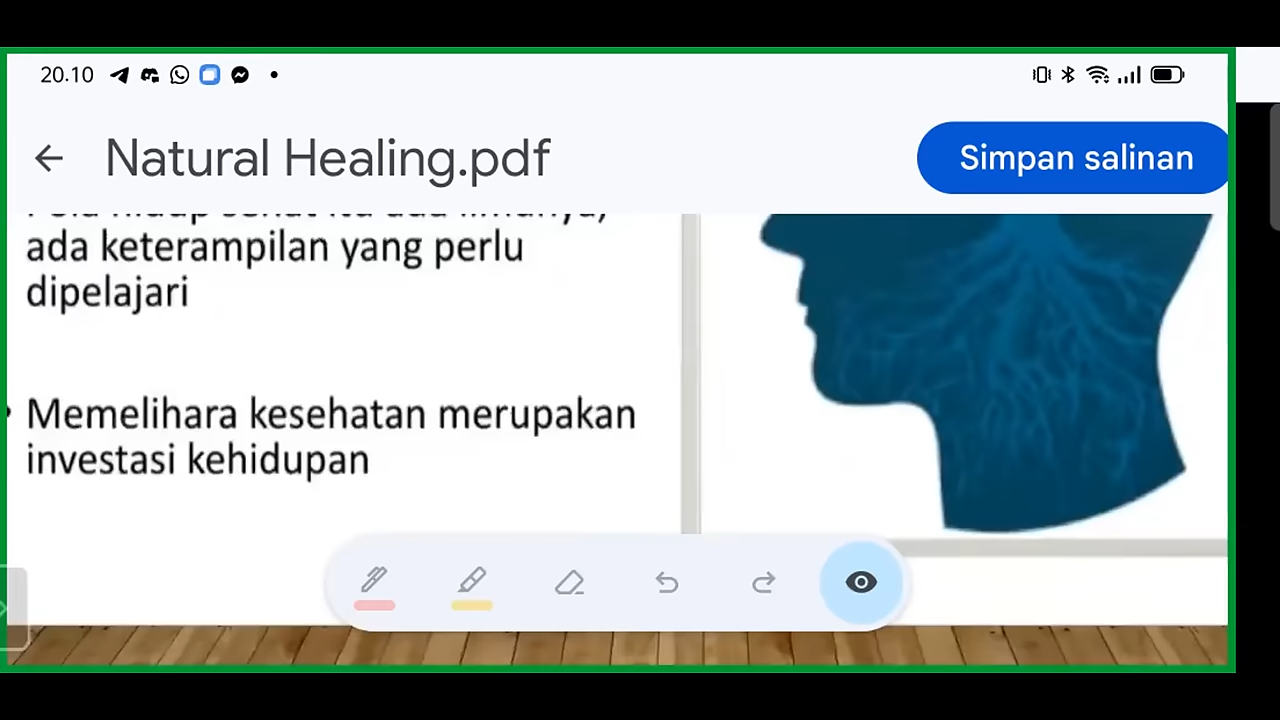 20.10
Natural Healing.pdf
Simpan salinan
ada keterampilan yang perlu
dipelajari
• Memelihara kesehatan merupakan
investasi kehidupan